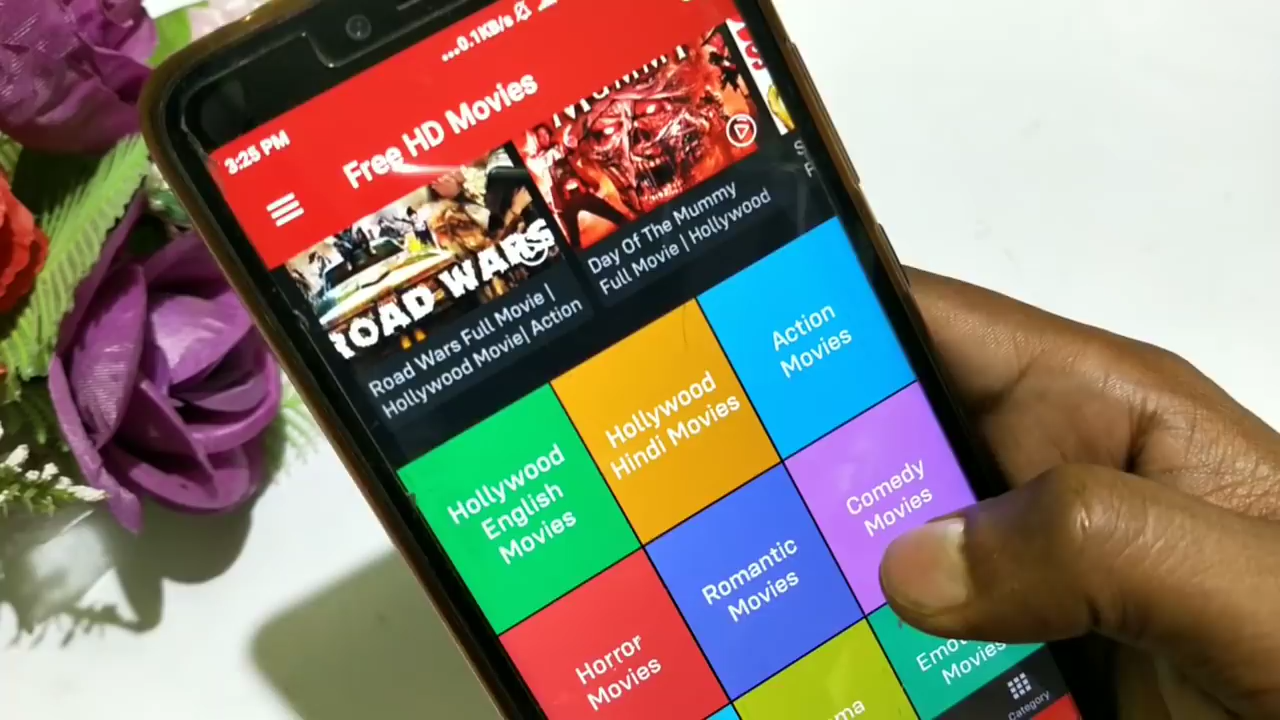 ...0.1KB/s
3:25 PM
Free HD Movies
ROAD WARS
Road Wars Full Movie |
Hollywood Movie| Action
Day Of The Mummy
Full Movie | Hollywood
S
F
Hollywood
English
Movies
Hollywood
Hindi Movies
Action
Movies
Horror
Movies
Romantic
Movies
Comedy
Movies
Movies
Category